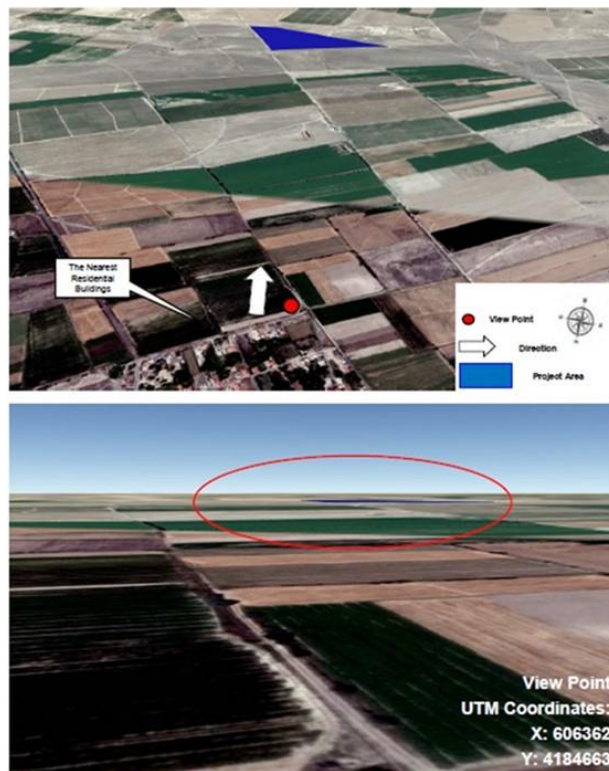 The Nearest
Residential
Buildings
View Point
Direction
Project Area
View Point
UTM Coordinates:
X: 606362
Y: 4184663